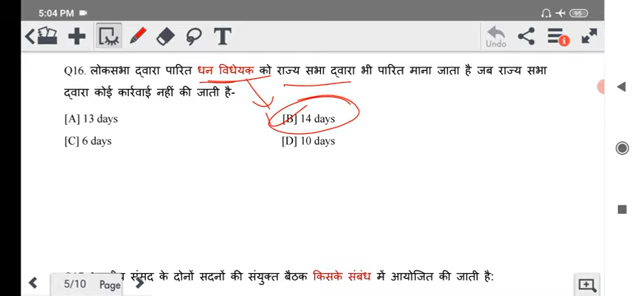 5:04 PM
95
Undo
T
Q16. लोकसभा द्वारा पारित धन विधेयक को राज्य सभा द्वारा भी पारित माना जाता है जब राज्य सभा
द्वारा कोई कार्रवाई नहीं की जाती है-
[A] 13 days [B] 14 days
[C] 6 days [D] 10 days
संसद के दोनों सदनों की संयुक्त बैठक किसके संबंध में आयोजित की जाती है:
5/10 Page